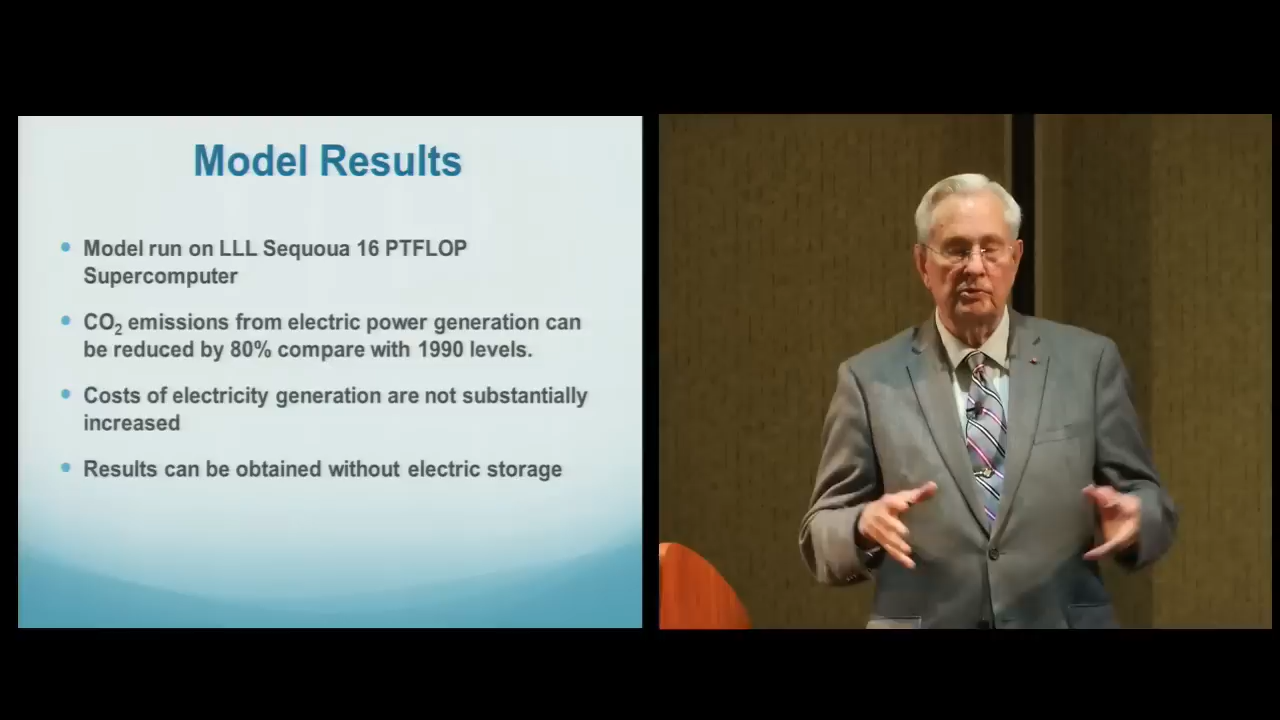 Model Results
Model run on LLL Sequoua 16 PTFLOP
Supercomputer
CO₂ emissions from electric power generation can
be reduced by 80% compare with 1990 levels.
Costs of electricity generation are not substantially
increased
Results can be obtained without electric storage